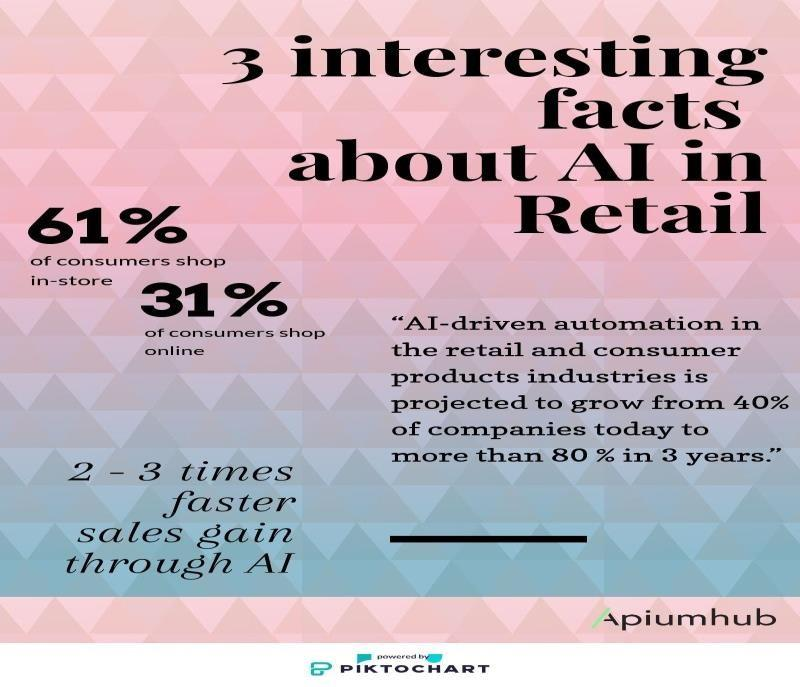 3 interesting
facts
about AI in
Retail
61%
of consumers shop
in-store
31%
of consumers shop
online
“AI-driven automation in
the retail and consumer
products industries is
projected to grow from 40%
of companies today to
more than 80 % in 3 years.”
2 – 3 times
faster
sales gain
through AI
Apiumhub
powered by
PIKTOCHART